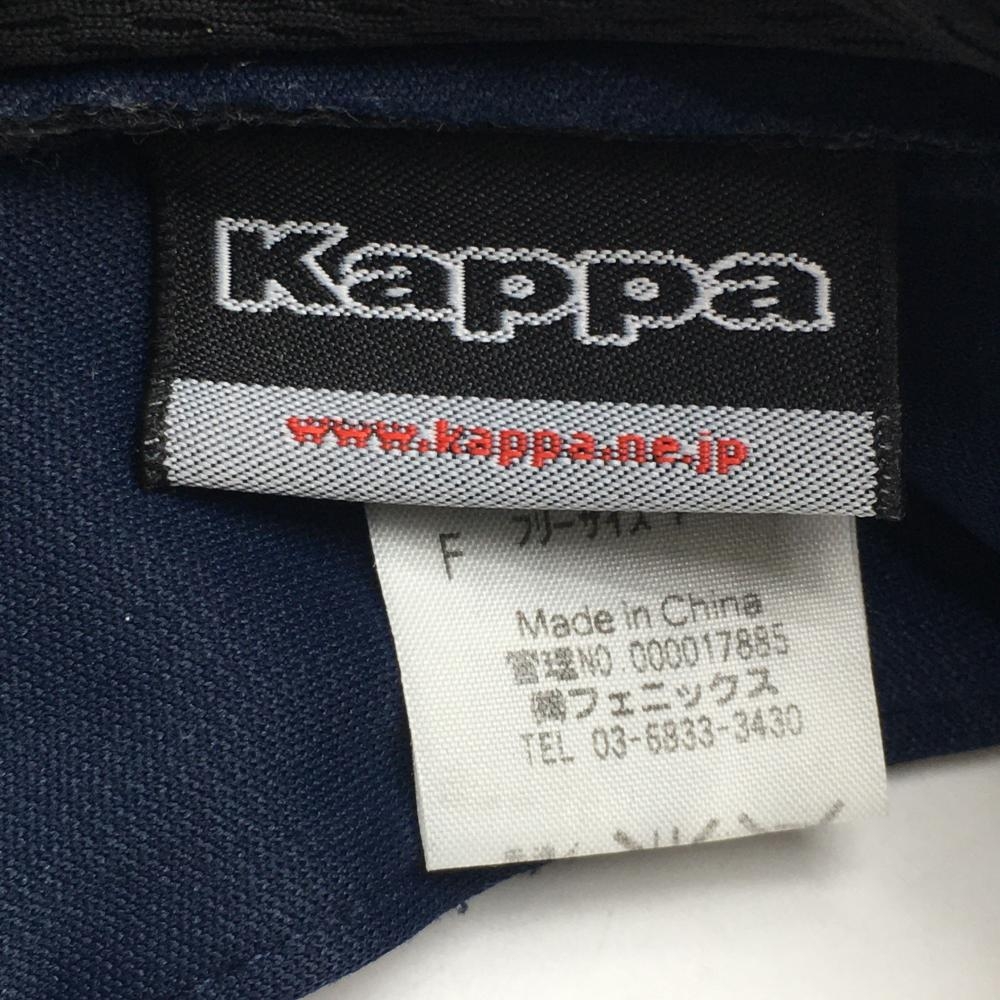 Kappa
www.kappa.ne.jp
フリーサイズ
F
Made in China
管理NO.000017885
㈱フェニックス
TEL 03-6833-3430